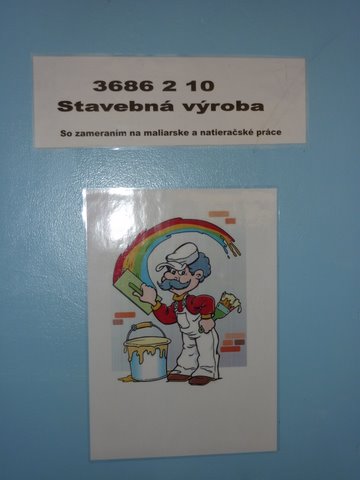 3686 2 10
Stavebná výroba
So zameraním na maliarske a natieračské práce